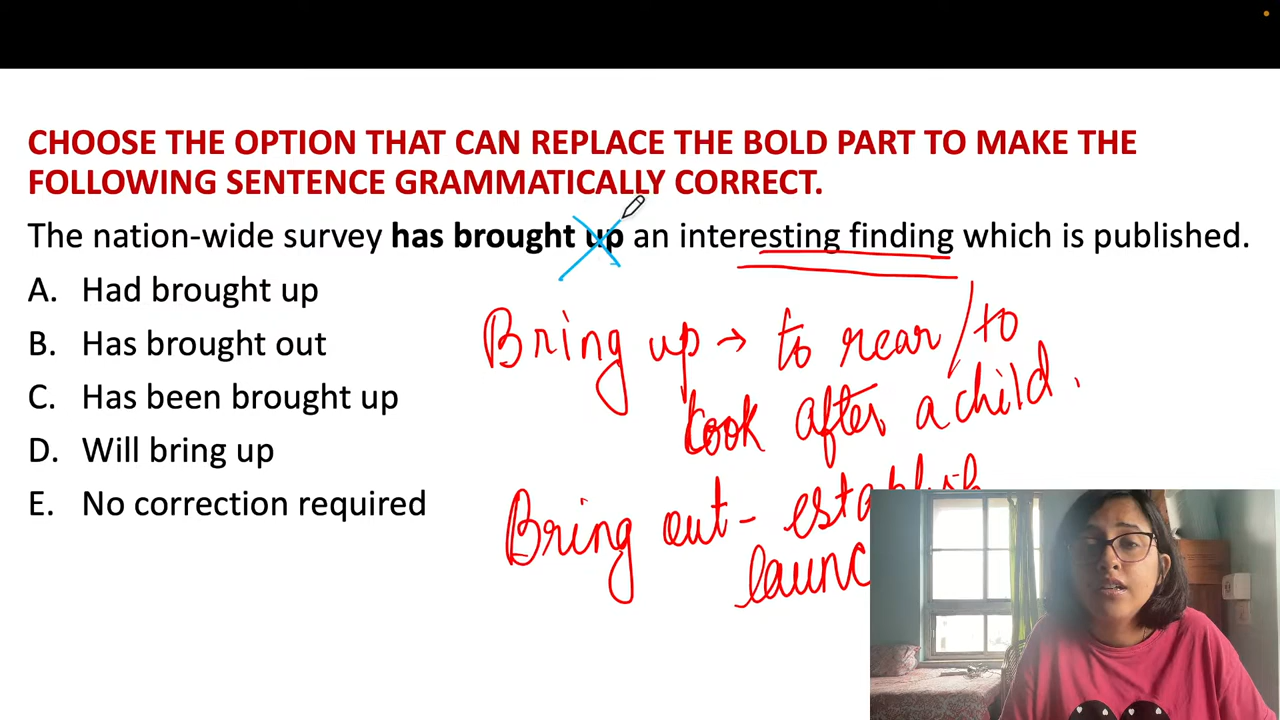 CHOOSE THE OPTION THAT CAN REPLACE THE BOLD PART TO MAKE THE
FOLLOWING SENTENCE GRAMMATICALLY CORRECT.
The nation-wide survey has brought up an interesting finding which is published.
A. Had brought up
B. Has brought out
C. Has been brought up
D. Will bring up
E. No correction required
Bring up → to rear / to
look after a child.
Bring out - establish
launc